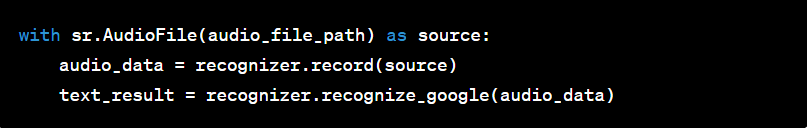 with sr.AudioFile(audio_file_path) as source:
    audio_data = recognizer.record(source)
    text_result = recognizer.recognize_google(audio_data)